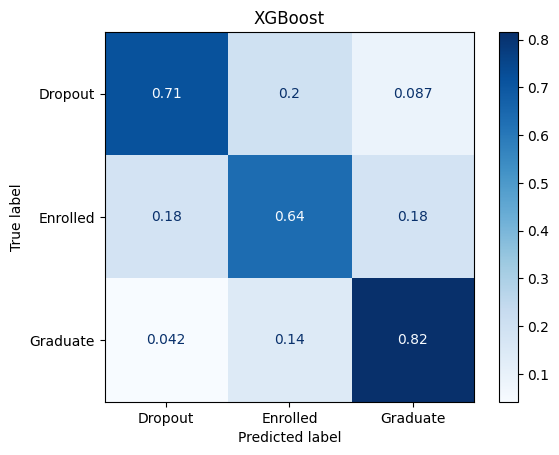 XGBoost
True label
Dropout 0.71 0.2 0.087
Enrolled 0.18 0.64 0.18
Graduate 0.042 0.14 0.82
Dropout Enrolled Graduate
Predicted label
0.8
0.7
0.6
0.5
0.4
0.3
0.2
0.1